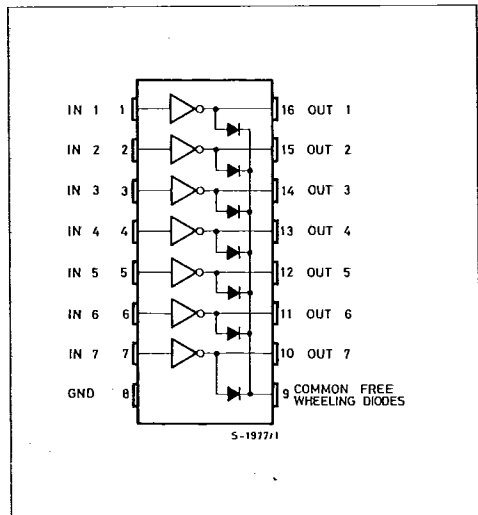 IN 1 1 16 OUT 1
IN 2 2 15 OUT 2
IN 3 3 14 OUT 3
IN 4 4 13 OUT 4
IN 5 5 12 OUT 5
IN 6 6 11 OUT 6
IN 7 7 10 OUT 7
GND 8 9 COMMON FREE
WHEELING DIODES
S-1977/1